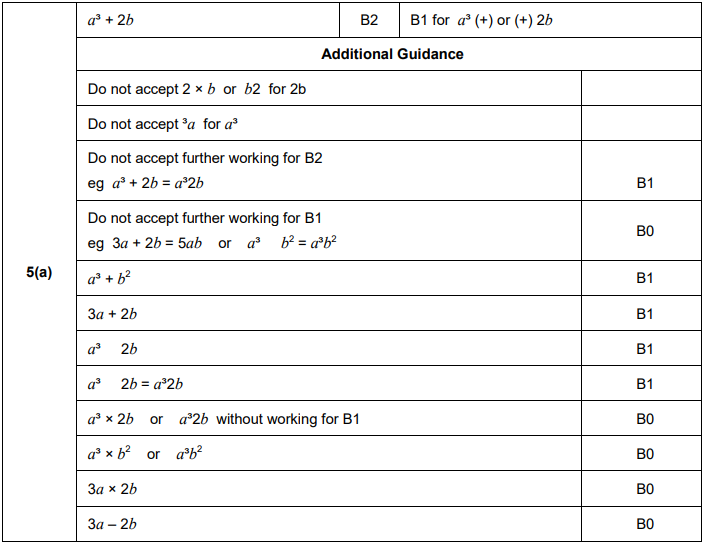 a³ + 2b B2 B1 for a³ (+) or (+) 2b
Additional Guidance
Do not accept 2 × b or b2 for 2b
Do not accept ³a for a³
Do not accept further working for B2
eg a³ + 2b = a³2b B1
Do not accept further working for B1
eg 3a + 2b = 5ab or a³ b² = a³b² B0
5(a)
a³ + b² B1
3a + 2b B1
a³ 2b B1
a³ 2b = a³2b B1
a³ × 2b or a³2b without working for B1 B0
a³ × b² or a³b² B0
3a × 2b B0
3a – 2b B0